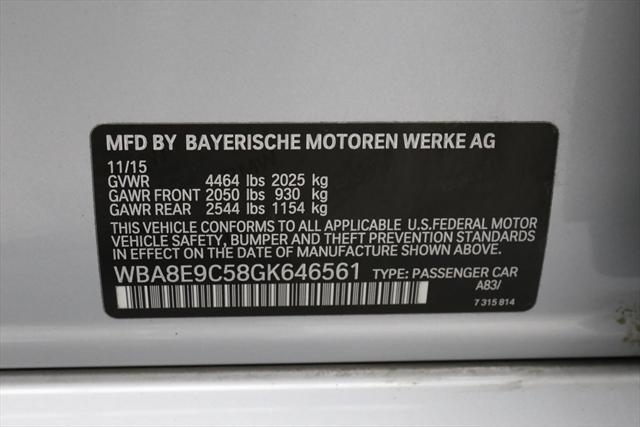 MFD BY BAYERISCHE MOTOREN WERKE AG
11/15
GVWR 4464 lbs 2025 kg
GAWR FRONT 2050 lbs 930 kg
GAWR REAR 2544 lbs 1154 kg
THIS VEHICLE CONFORMS TO ALL APPLICABLE U.S.FEDERAL MOTOR
VEHICLE SAFETY, BUMPER AND THEFT PREVENTION STANDARDS
IN EFFECT ON THE DATE OF MANUFACTURE SHOWN ABOVE
WBA8E9C58GK646561 TYPE: PASSENGER CAR
A83/
7 315 814